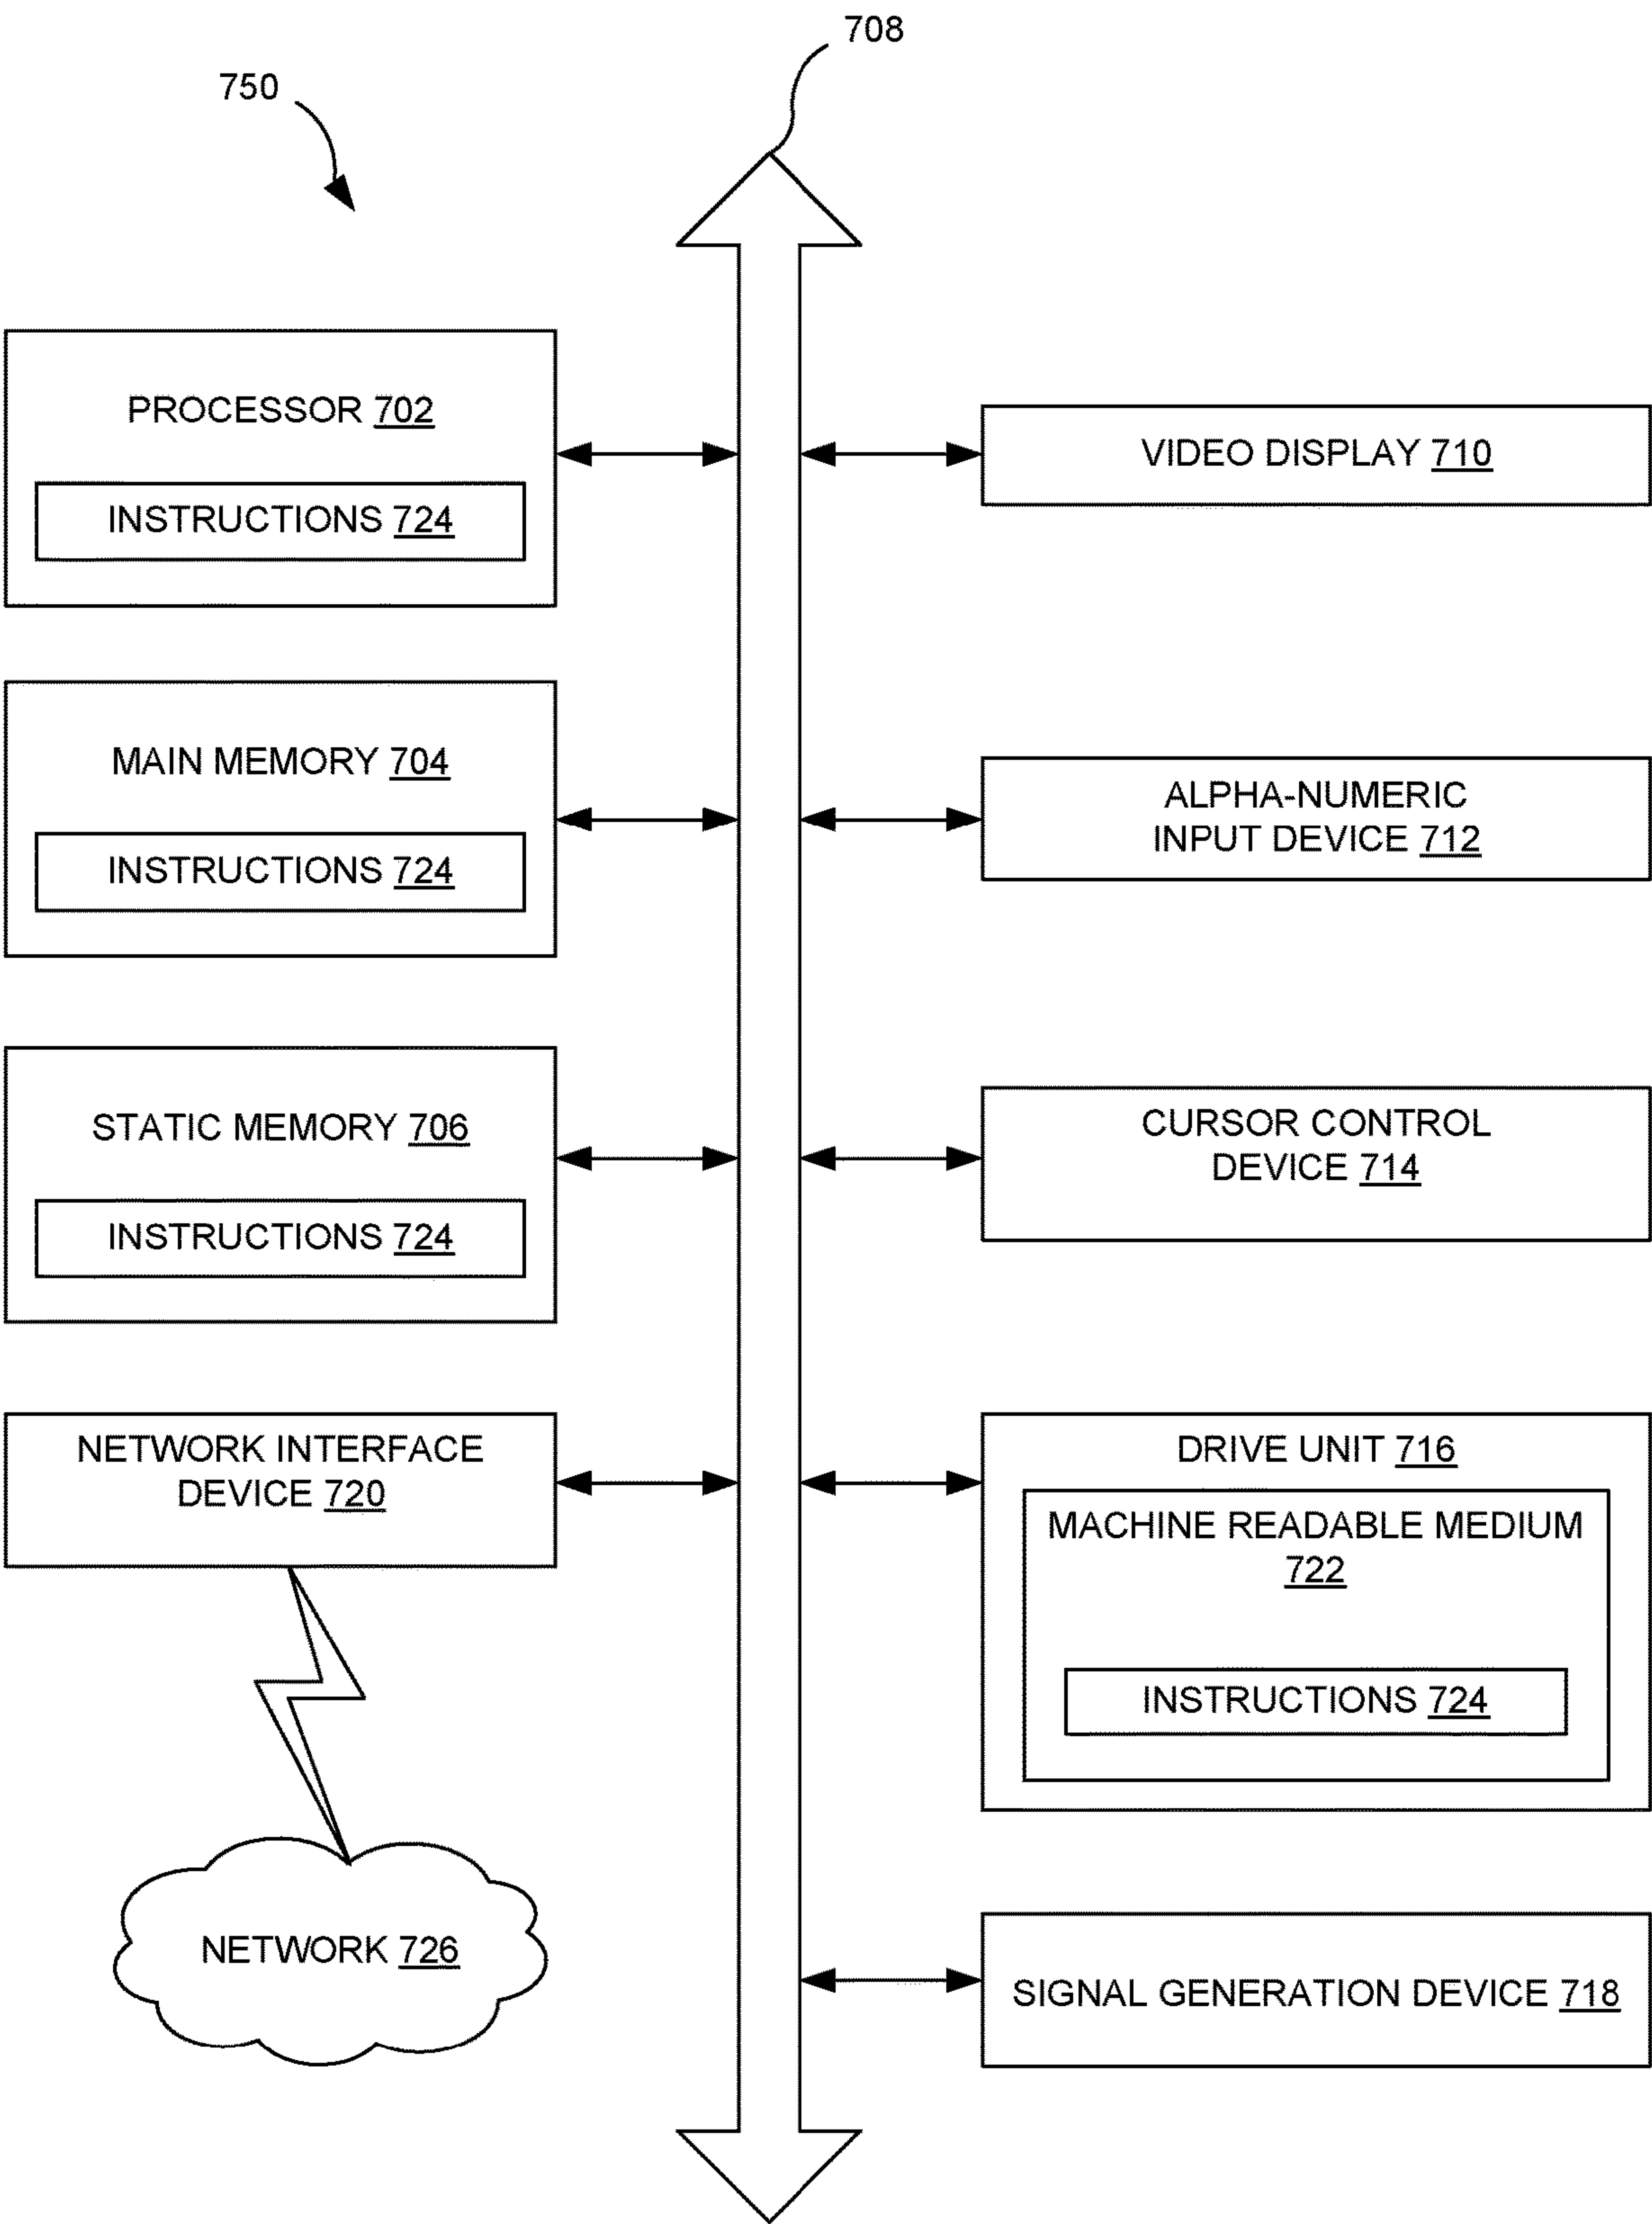 708
750
PROCESSOR 702
INSTRUCTIONS 724
MAIN MEMORY 704
INSTRUCTIONS 724
STATIC MEMORY 706
INSTRUCTIONS 724
NETWORK INTERFACE
DEVICE 720
NETWORK 726
VIDEO DISPLAY 710
ALPHA-NUMERIC
INPUT DEVICE 712
CURSOR CONTROL
DEVICE 714
DRIVE UNIT 716
MACHINE READABLE MEDIUM
722
INSTRUCTIONS 724
SIGNAL GENERATION DEVICE 718